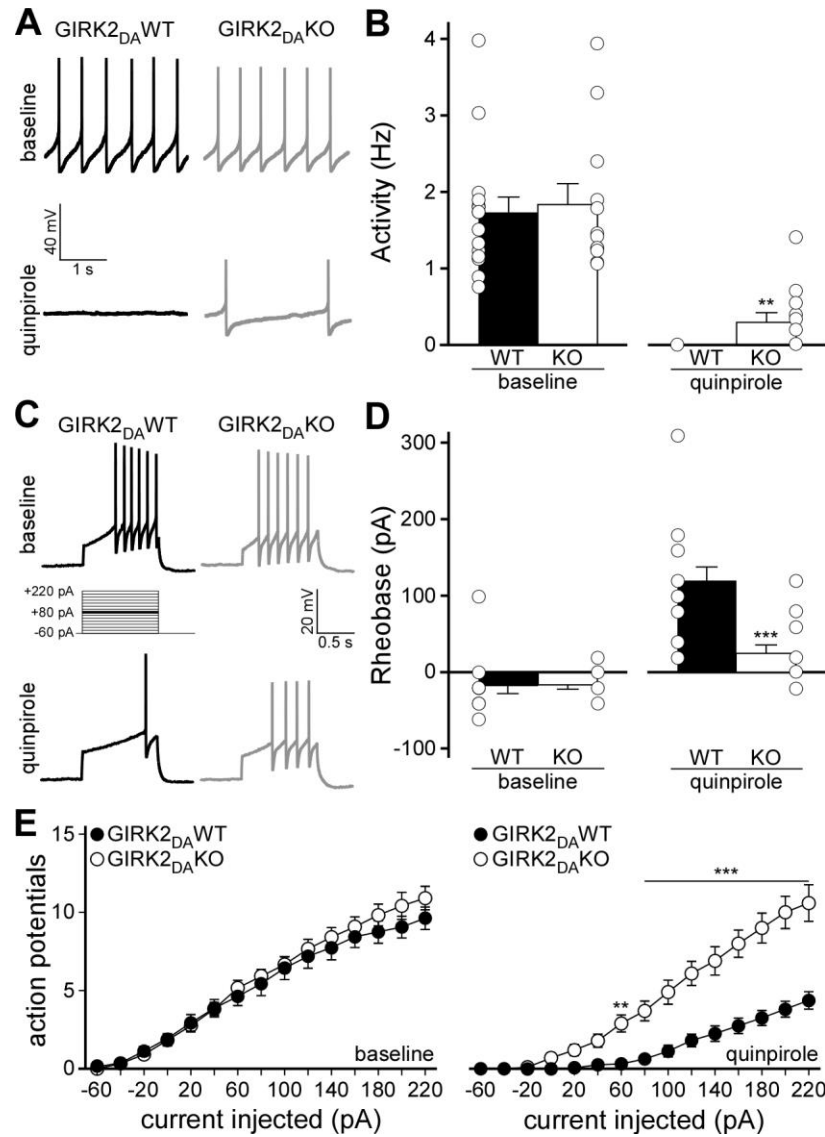 A
GIRK2DAWT
GIRK2DAKO
baseline
40 mV
1 s
quinpirole
B
Activity (Hz)
4
3
2
1
0
WT
KO
baseline
**
WT
KO
quinpirole
C
GIRK2DAWT
GIRK2DAKO
baseline
+220 pA
+80 pA
-60 pA
20 mV
0.5 s
quinpirole
D
Rheobase (pA)
300
200
100
0
-100
WT
KO
baseline
***
WT
KO
quinpirole
E
action potentials
15
10
5
0
GIRK2DAWT
GIRK2DAKO
baseline
-60 -20 20 60 100 140 180 220
current injected (pA)
GIRK2DAWT
GIRK2DAKO
***
**
quinpirole
-60 -20 20 60 100 140 180 220
current injected (pA)